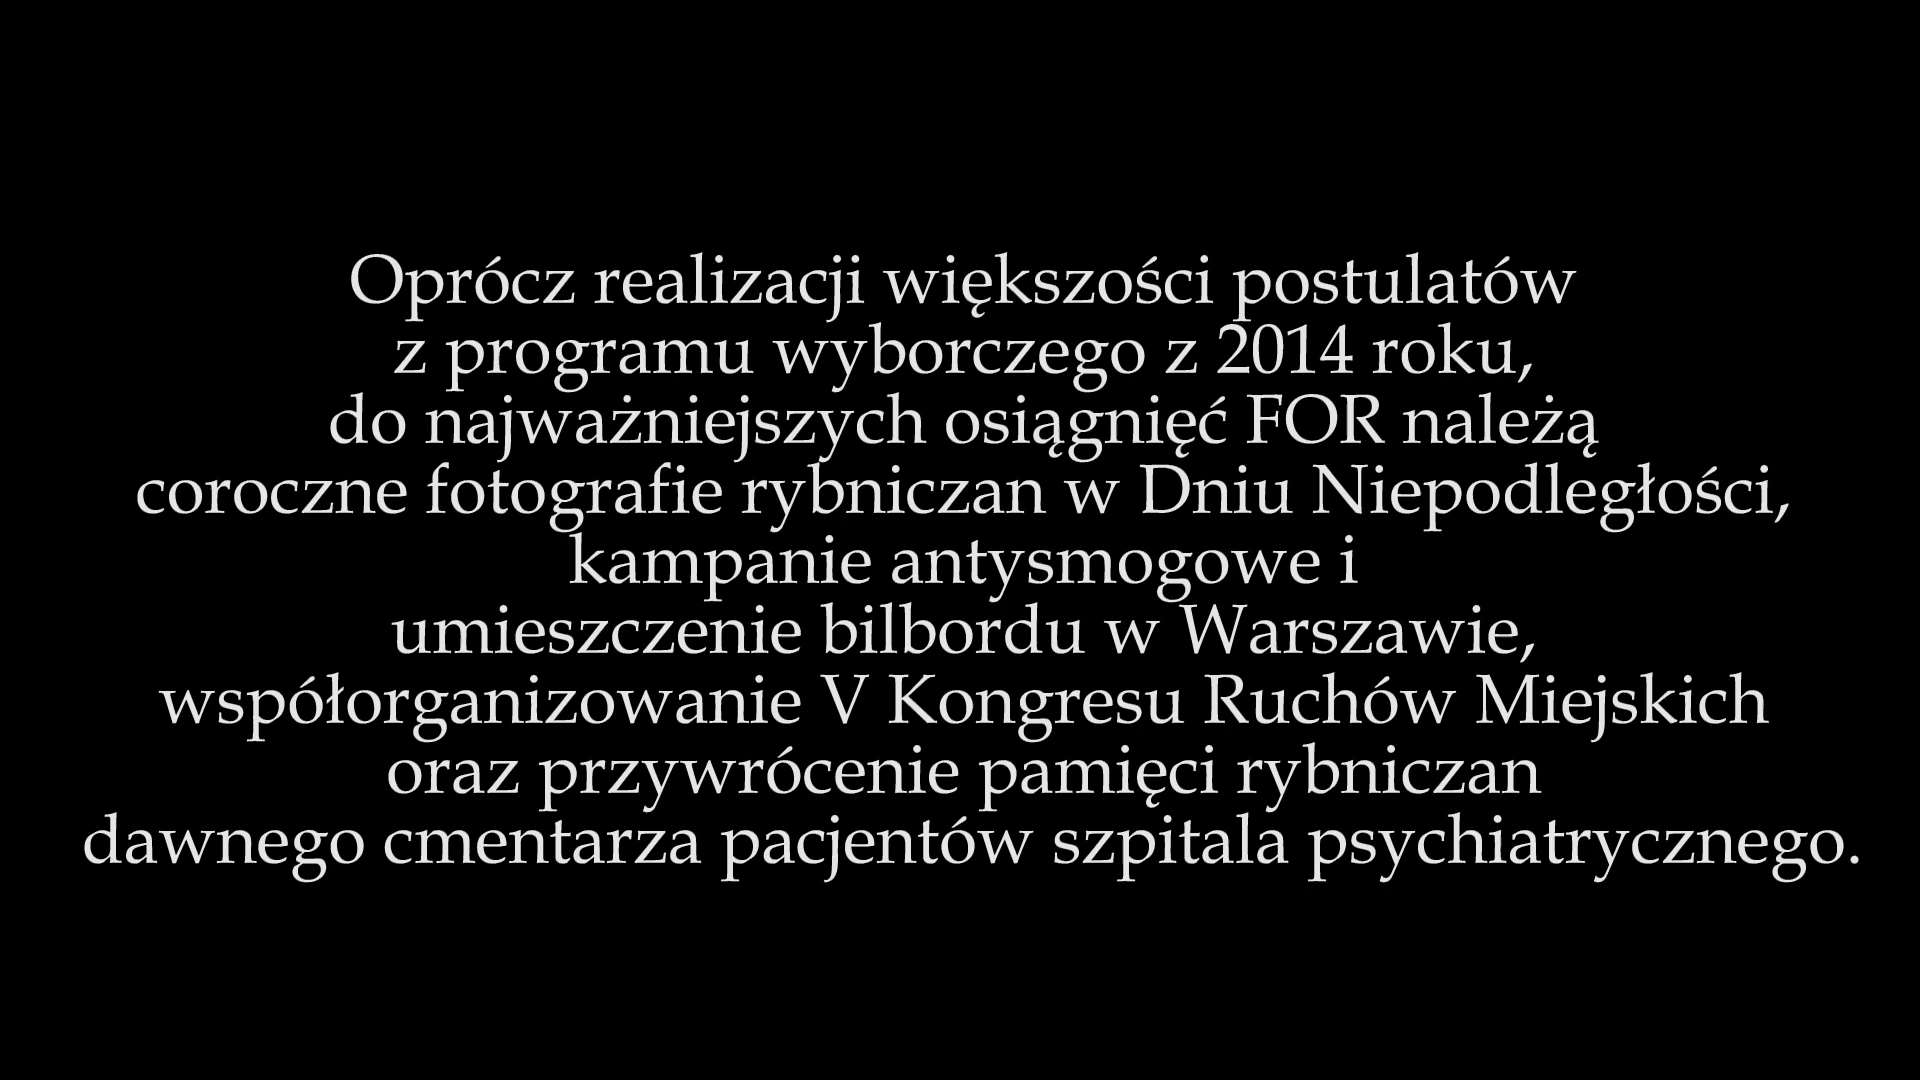 Oprócz realizacji większości postulatów
z programu wyborczego z 2014 roku,
do najważniejszych osiągnięć FOR należą
coroczne fotografie rybniczan w Dniu Niepodległości,
kampanie antysmogowe i
umieszczenie bilbordu w Warszawie,
współorganizowanie V Kongresu Ruchów Miejskich
oraz przywrócenie pamięci rybniczan
dawnego cmentarza pacjentów szpitala psychiatrycznego.